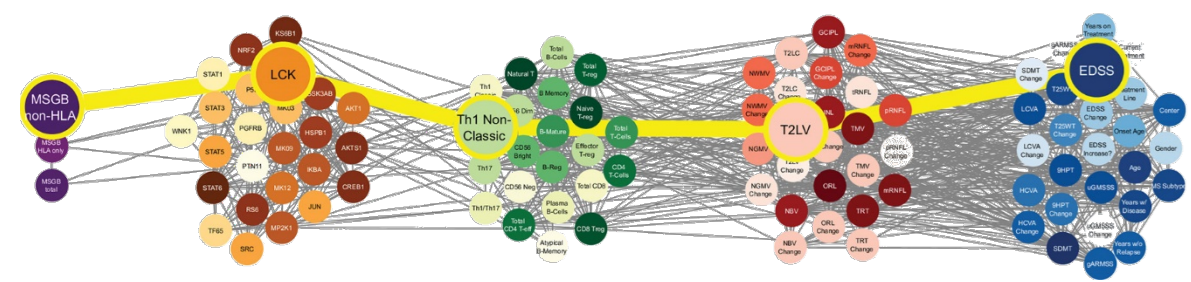 MSGB
non-HLA
MSGB
HLA only
MSGB
total
KS6B1
NRF2
LCK
STAT1
STAT3
MK03
AKT1
WNK1
PGFRB
HSPB1
STAT5
MK09
AKTS1
PTN11
IKBA
STAT6
MK12
CREB1
RS6
JUN
TF65
MP2K1
SRC
Total
B-Cells
Natural T
Total
T-reg
Th1
B Memory
Naive
T-reg
Th1 Non-
Classic
B-Mature
Total
T-Cells
CD56
Bright
Effector
T-reg
Th17
B-Reg
CD4
T-Cells
CD56 Neg
Total CD8
Th1/Th17
Plasma
B-Cells
Total
CD4 T-eff
CD8 Treg
Atypical
B-Memory
GCIPL
T2LC
mRNFL
Change
NWMV
GCIPL
Change
T2LC
Change
tRNFL
NWMV
Change
pRNFL
T2LV
TMV
NGMV
pRNFL
Change
TMV
Change
NGMV
Change
ORL
mRNFL
NBV
TRT
ORL
Change
NBV
Change
TRT
Change
Years on
Treatment
gARMSS
Change
Current
Treatment
EDSS
SDMT
Change
T25W
LCVA
EDSS
Change
Center
T25WT
Change
Onset Age
LCVA
Change
EDSS
Increase?
Gender
9HPT
Age
HCVA
uGMSSS
MS Subtype
9HPT
Change
Years w/
Disease
HCVA
Change
uGMSSS
Change
SDMT
Years w/o
Relapse
gARMSS